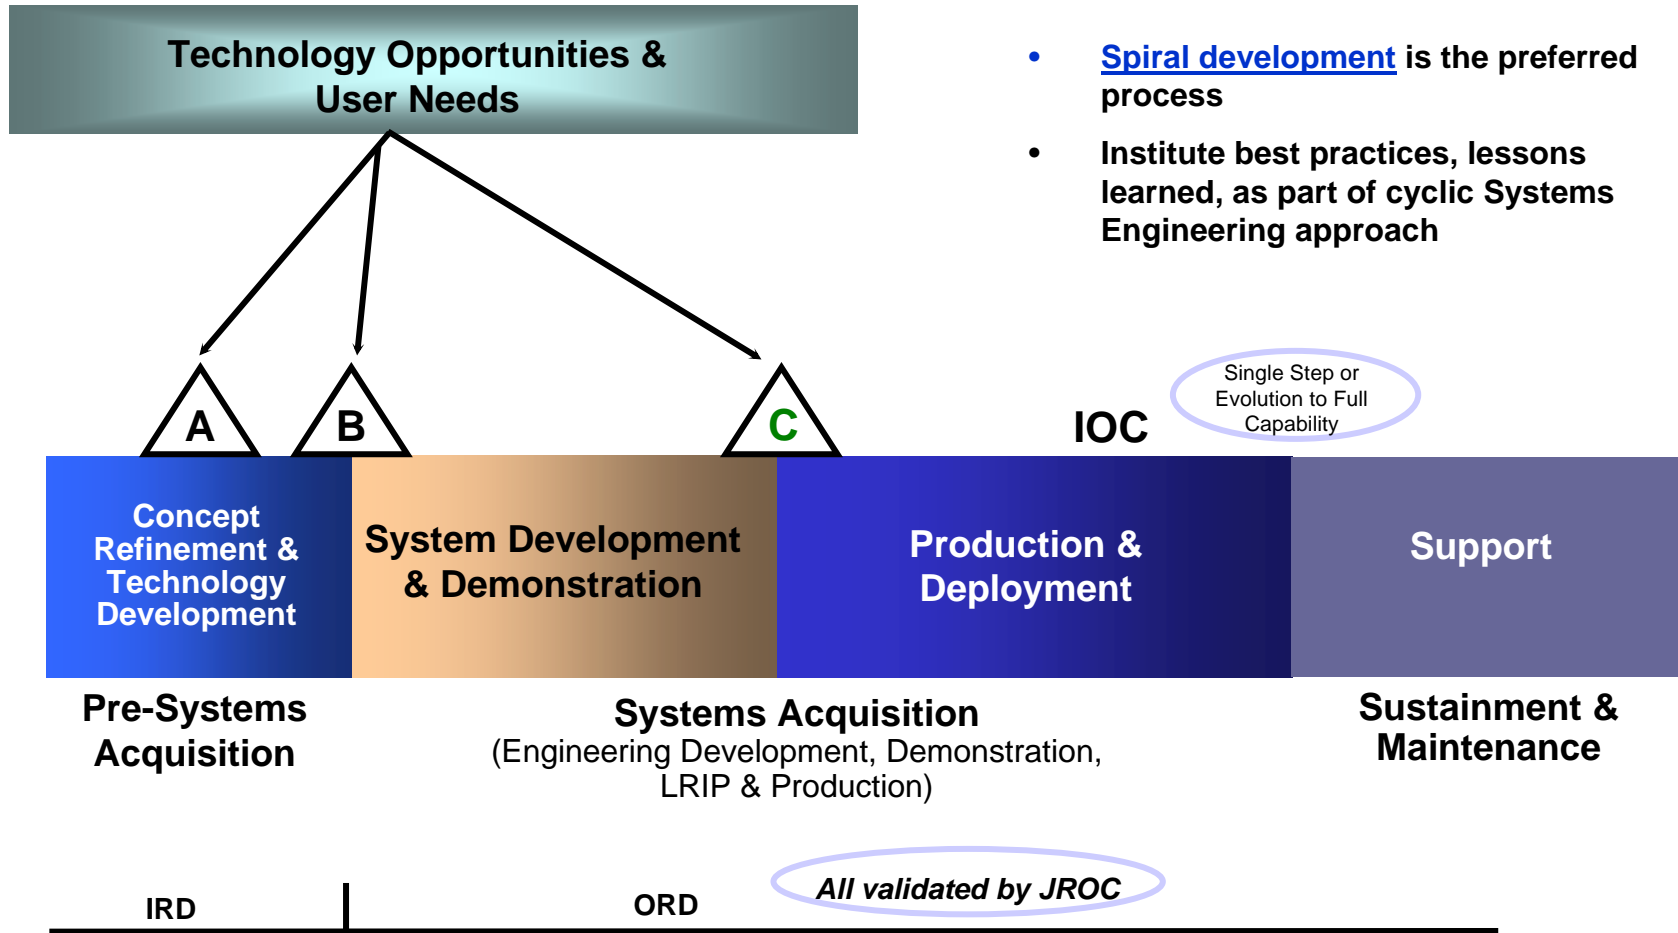 Technology Opportunities &
User Needs
• Spiral development is the preferred
process
• Institute best practices, lessons
learned, as part of cyclic Systems
Engineering approach
A
B
C
IOC
Single Step or
Evolution to Full
Capability
Concept
Refinement &
Technology
Development
System Development
& Demonstration
Production &
Deployment
Support
Pre-Systems
Acquisition
Systems Acquisition
(Engineering Development, Demonstration,
LRIP & Production)
Sustainment &
Maintenance
IRD
ORD
All validated by JROC